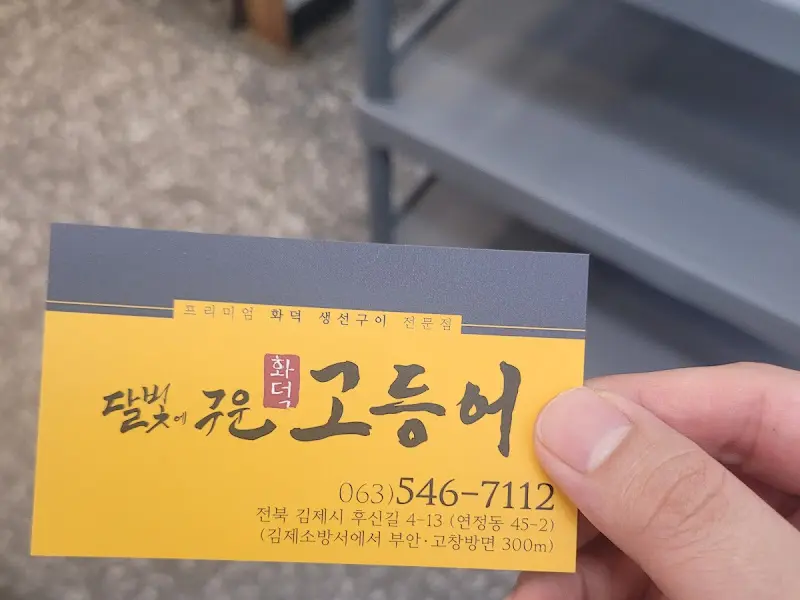 프리미엄 화덕 생선구이 전문점
달빛에 구운 화덕 고등어
063)546-7112
전북 김제시 후신길 4-13 (연정동 45-2)
(김제소방서에서 부안·고창방면 300m)